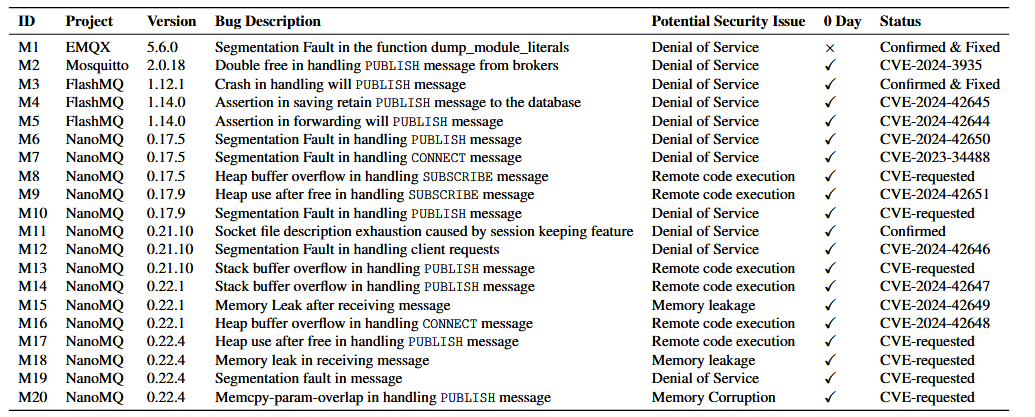 ID Project Version Bug Description Potential Security Issue 0 Day Status
M1 EMQX 5.6.0 Segmentation Fault in the function dump_module_literals Denial of Service × Confirmed & Fixed
M2 Mosquitto 2.0.18 Double free in handling PUBLISH message from brokers Denial of Service ✓ CVE-2024-3935
M3 FlashMQ 1.12.1 Crash in handling will PUBLISH message Denial of Service ✓ Confirmed & Fixed
M4 FlashMQ 1.14.0 Assertion in saving retain PUBLISH message to the database Denial of Service ✓ CVE-2024-42645
M5 FlashMQ 1.14.0 Assertion in forwarding will PUBLISH message Denial of Service ✓ CVE-2024-42644
M6 NanoMQ 0.17.5 Segmentation Fault in handling PUBLISH message Denial of Service ✓ CVE-2024-42650
M7 NanoMQ 0.17.5 Segmentation Fault in handling CONNECT message Denial of Service ✓ CVE-2023-34488
M8 NanoMQ 0.17.5 Heap buffer overflow in handling SUBSCRIBE message Remote code execution ✓ CVE-requested
M9 NanoMQ 0.17.9 Heap use after free in handling SUBSCRIBE message Remote code execution ✓ CVE-2024-42651
M10 NanoMQ 0.17.9 Segmentation Fault in handling PUBLISH message Denial of Service ✓ CVE-requested
M11 NanoMQ 0.21.10 Socket file description exhaustion caused by session keeping feature Denial of Service ✓ Confirmed
M12 NanoMQ 0.21.10 Segmentation Fault in handling client requests Denial of Service ✓ CVE-2024-42646
M13 NanoMQ 0.21.10 Stack buffer overflow in handling PUBLISH message Remote code execution ✓ CVE-requested
M14 NanoMQ 0.22.1 Stack buffer overflow in handling PUBLISH message Remote code execution ✓ CVE-2024-42647
M15 NanoMQ 0.22.1 Memory Leak after receiving message Memory leakage ✓ CVE-2024-42649
M16 NanoMQ 0.22.1 Heap buffer overflow in handling CONNECT message Remote code execution ✓ CVE-2024-42648
M17 NanoMQ 0.22.4 Heap use after free in handling PUBLISH message Remote code execution ✓ CVE-requested
M18 NanoMQ 0.22.4 Memory leak in receiving message Memory leakage ✓ CVE-requested
M19 NanoMQ 0.22.4 Segmentation fault in message Denial of Service ✓ CVE-requested
M20 NanoMQ 0.22.4 Memcpy-param-overlap in handling PUBLISH message Memory Corruption ✓ CVE-requested